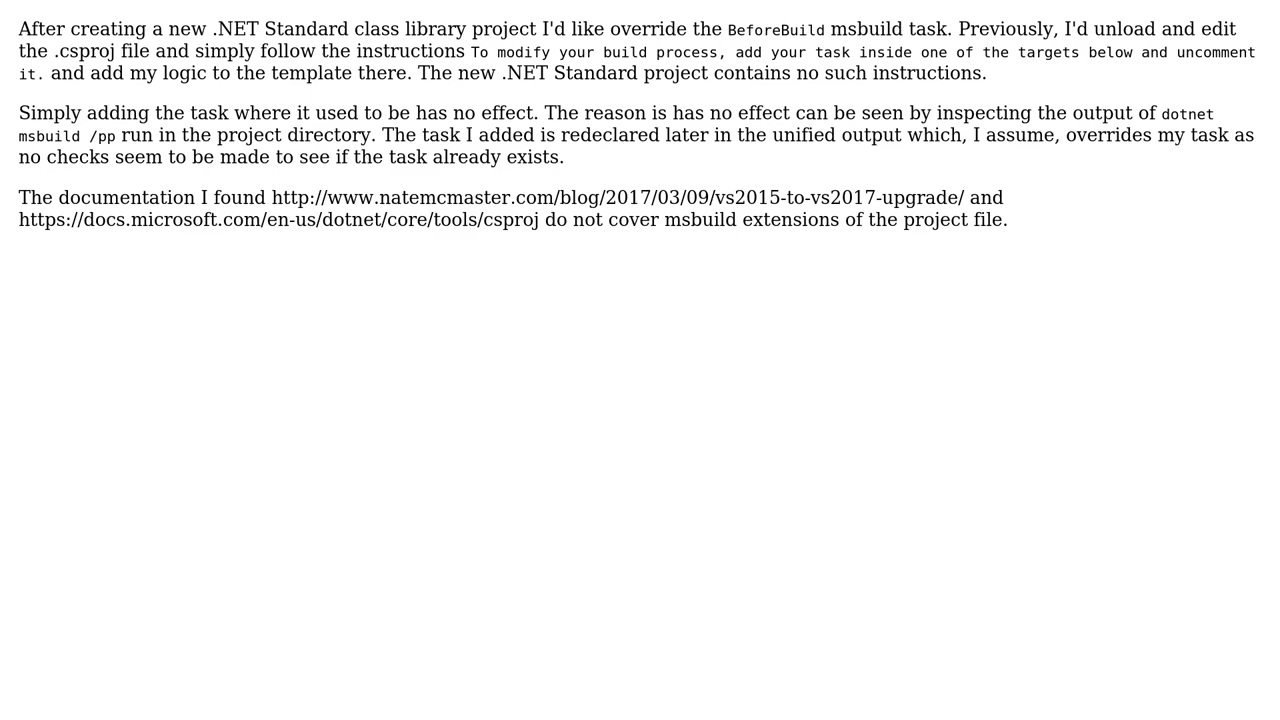 After creating a new .NET Standard class library project I'd like override the BeforeBuild msbuild task. Previously, I'd unload and edit
the .csproj file and simply follow the instructions To modify your build process, add your task inside one of the targets below and uncomment
it. and add my logic to the template there. The new .NET Standard project contains no such instructions.
Simply adding the task where it used to be has no effect. The reason is has no effect can be seen by inspecting the output of dotnet
msbuild /pp run in the project directory. The task I added is redeclared later in the unified output which, I assume, overrides my task as
no checks seem to be made to see if the task already exists.
The documentation I found http://www.natemcmaster.com/blog/2017/03/09/vs2015-to-vs2017-upgrade/ and
https://docs.microsoft.com/en-us/dotnet/core/tools/csproj do not cover msbuild extensions of the project file.